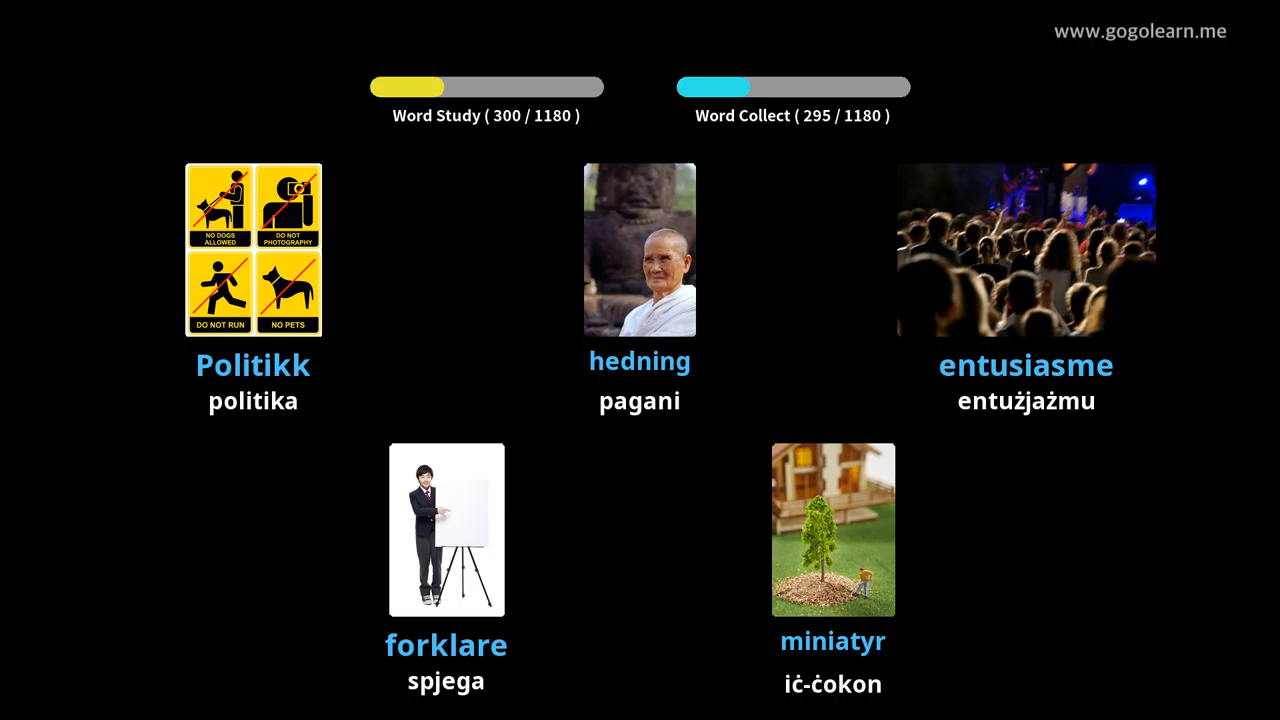 www.gogolearn.me
Word Study ( 300 / 1180 )
Word Collect ( 295 / 1180 )
NO DOGS
ALLOWED
DO NOT
PHOTOGRAPHY
DO NOT RUN
NO PETS
Politikk
politika
hedning
pagani
entusiasme
entużjażmu
forklare
spjega
miniatyr
iċ-ċokon